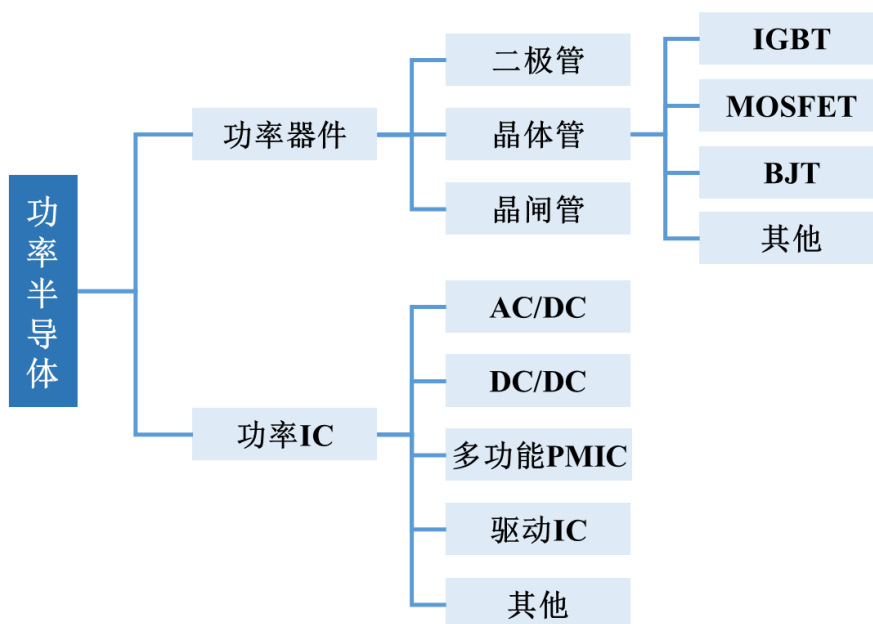 功率半导体
功率器件
二极管
晶体管
晶闸管
IGBT
MOSFET
BJT
其他
功率IC
AC/DC
DC/DC
多功能PMIC
驱动IC
其他